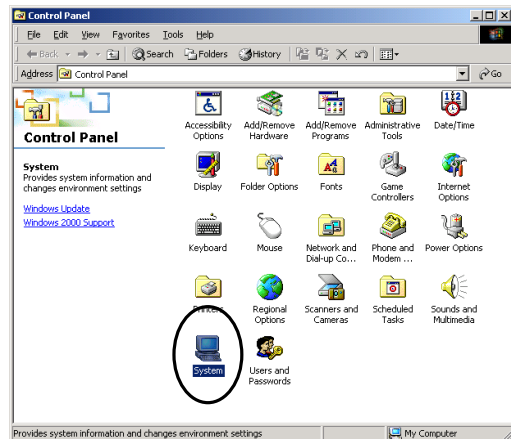 Control Panel
File Edit View Favorites Tools Help
Back Search Folders History
Address Control Panel Go
Control Panel
System
Provides system information and
changes environment settings
Windows Update
Windows 2000 Support
Accessibility
Options
Add/Remove
Hardware
Add/Remove
Programs
Administrative
Tools
Date/Time
Display
Folder Options
Fonts
Game
Controllers
Internet
Options
Keyboard
Mouse
Network and
Dial-up Co...
Phone and
Modem ...
Power Options
Printers
Regional
Options
Scanners and
Cameras
Scheduled
Tasks
Sounds and
Multimedia
System
Users and
Passwords
Provides system information and changes environment settings
My Computer